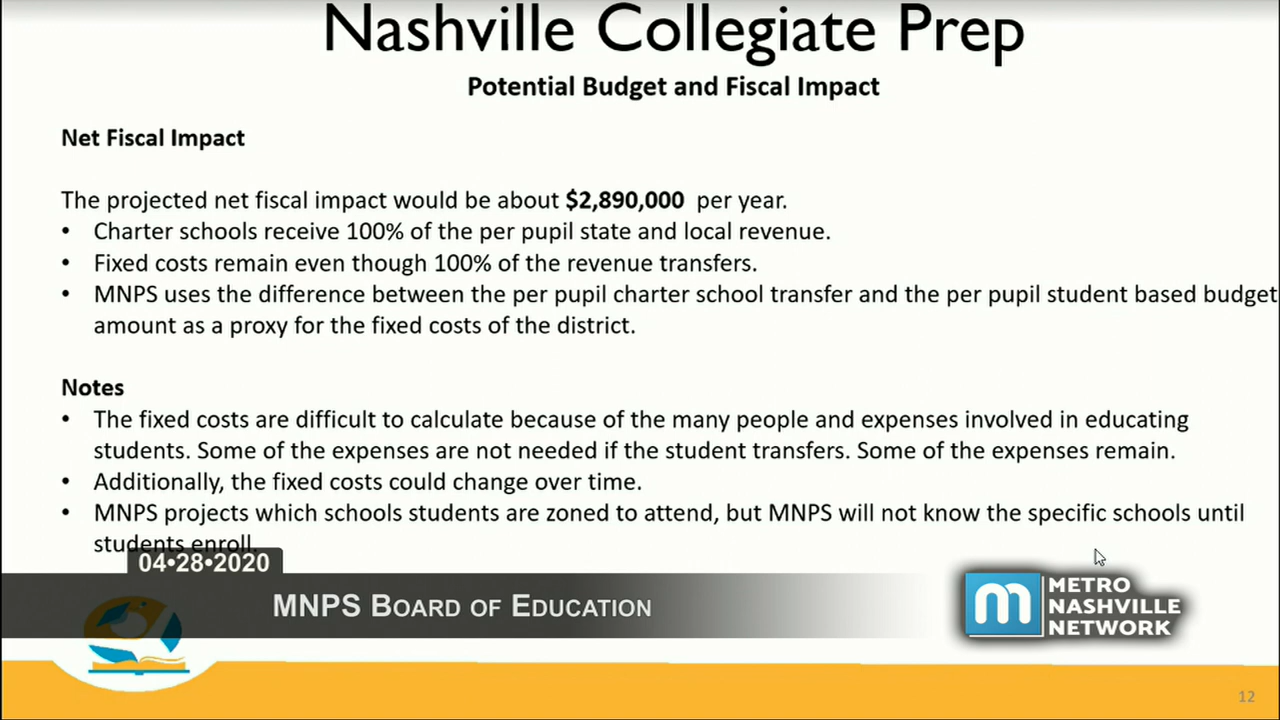 Nashville Collegiate Prep
Potential Budget and Fiscal Impact
Net Fiscal Impact
The projected net fiscal impact would be about $2,890,000 per year.
• Charter schools receive 100% of the per pupil state and local revenue.
• Fixed costs remain even though 100% of the revenue transfers.
• MNPS uses the difference between the per pupil charter school transfer and the per pupil student based budget
amount as a proxy for the fixed costs of the district.
Notes
• The fixed costs are difficult to calculate because of the many people and expenses involved in educating
students. Some of the expenses are not needed if the student transfers. Some of the expenses remain.
• Additionally, the fixed costs could change over time.
• MNPS projects which schools students are zoned to attend, but MNPS will not know the specific schools until
students enroll.
04•28•2020
MNPS BOARD OF EDUCATION
m
METRO
NASHVILLE
NETWORK
12